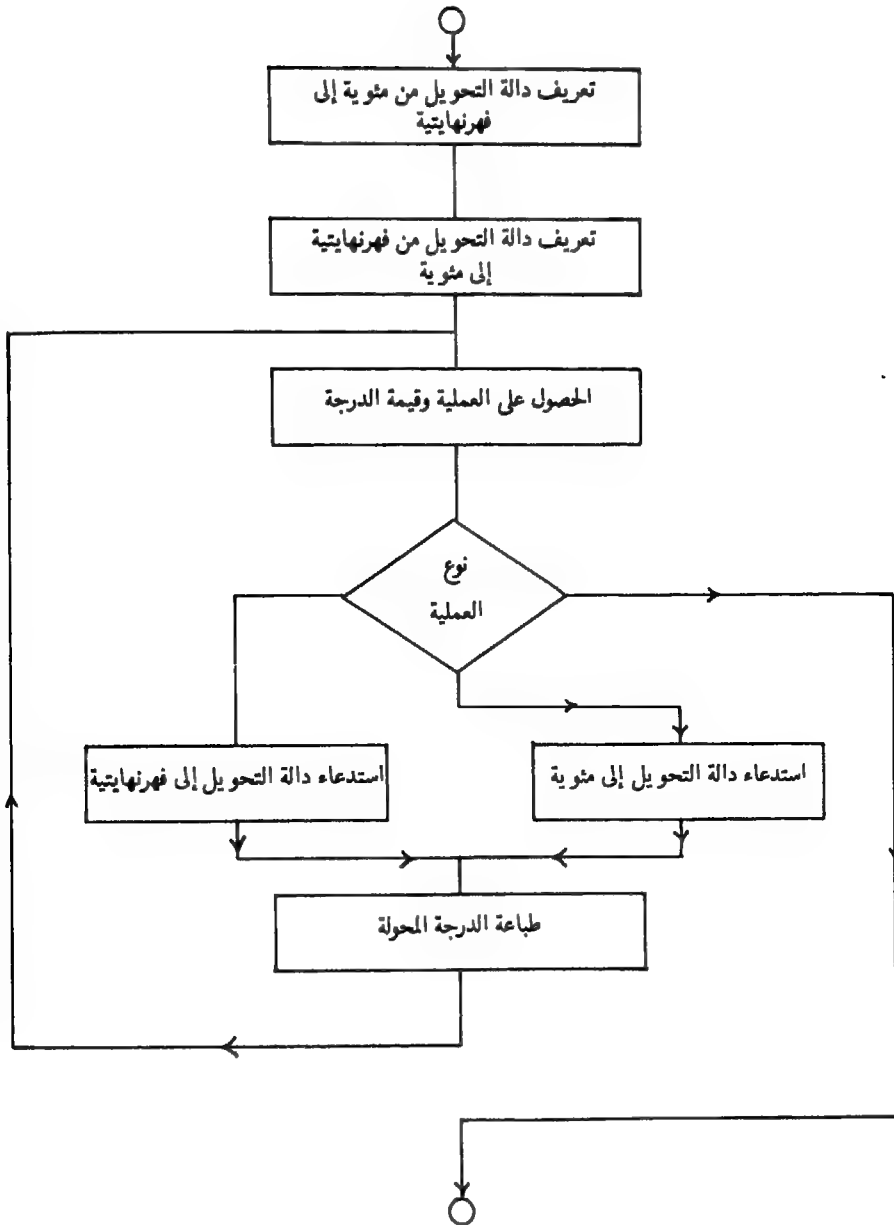 تعريف دالة التحويل من مئوية إلى
فهرنهايتية
تعريف دالة التحويل من فهرنهايتية
إلى مئوية
الحصول على العملية وقيمة الدرجة
نوع
العملية
استدعاء دالة التحويل إلى مئوية
استدعاء دالة التحويل إلى فهرنهايتية
طباعة الدرجة المحولة